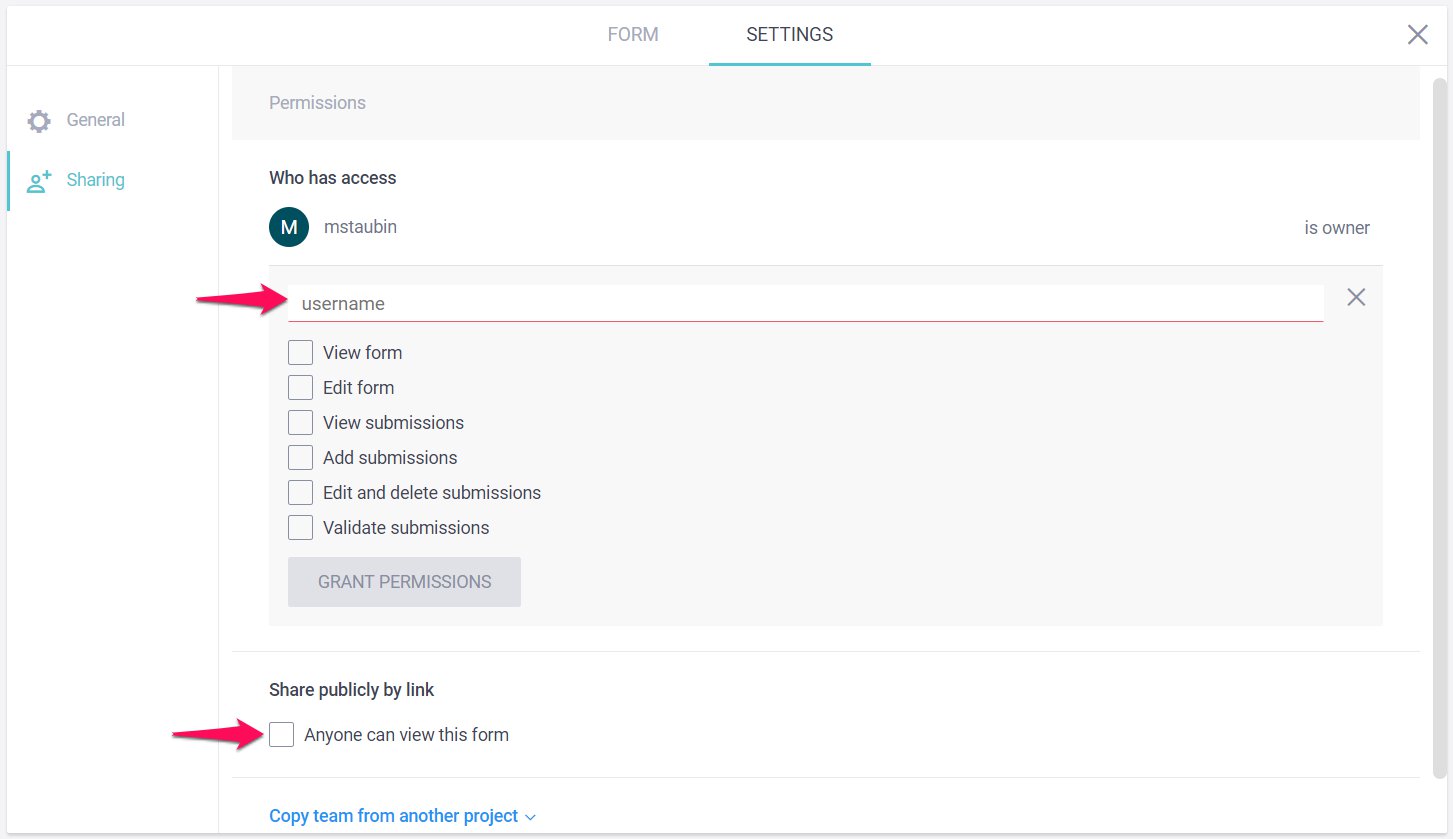 FORM
SETTINGS
General
Sharing
Permissions
Who has access
M
mstaubin
is owner
username
View form
Edit form
View submissions
Add submissions
Edit and delete submissions
Validate submissions
GRANT PERMISSIONS
Share publicly by link
Anyone can view this form
Copy team from another project